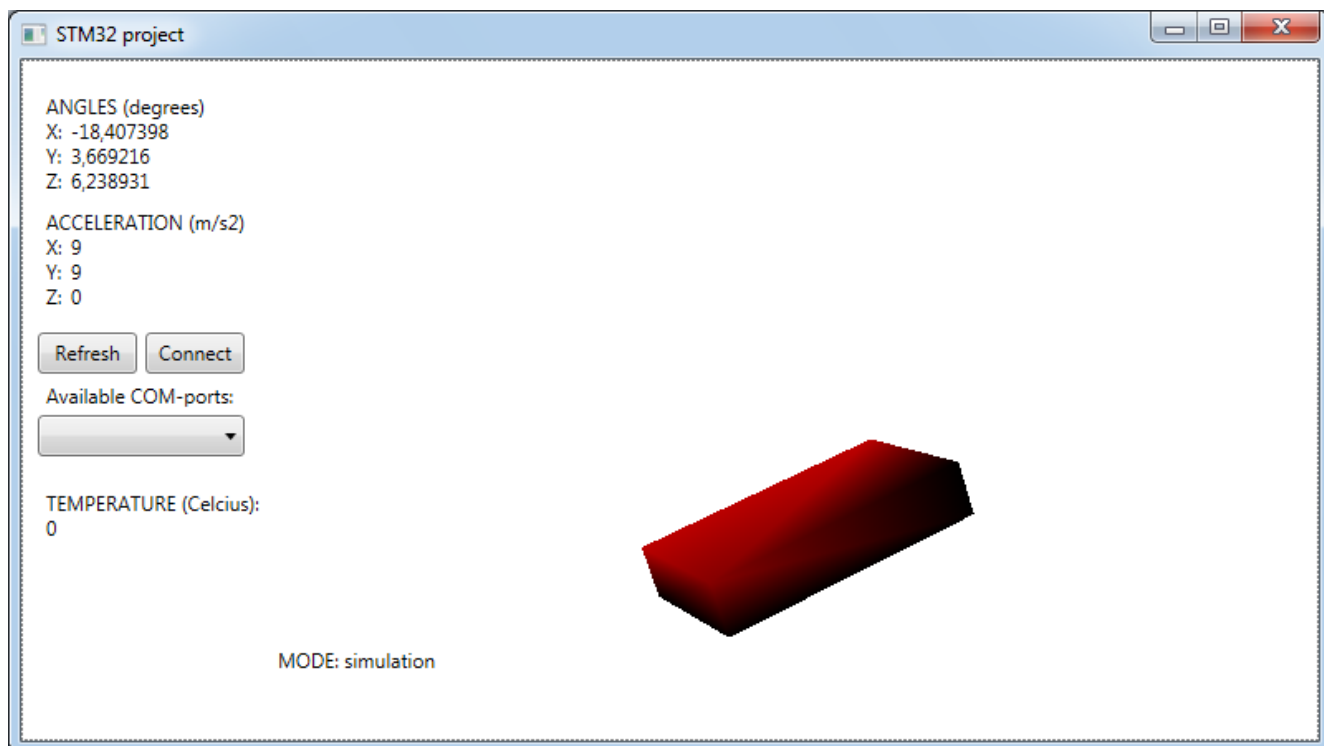 STM32 project
ANGLES (degrees)
X: -18,407398
Y: 3,669216
Z: 6,238931
ACCELERATION (m/s2)
X: 9
Y: 9
Z: 0
Refresh Connect
Available COM-ports:
TEMPERATURE (Celcius):
0
MODE: simulation